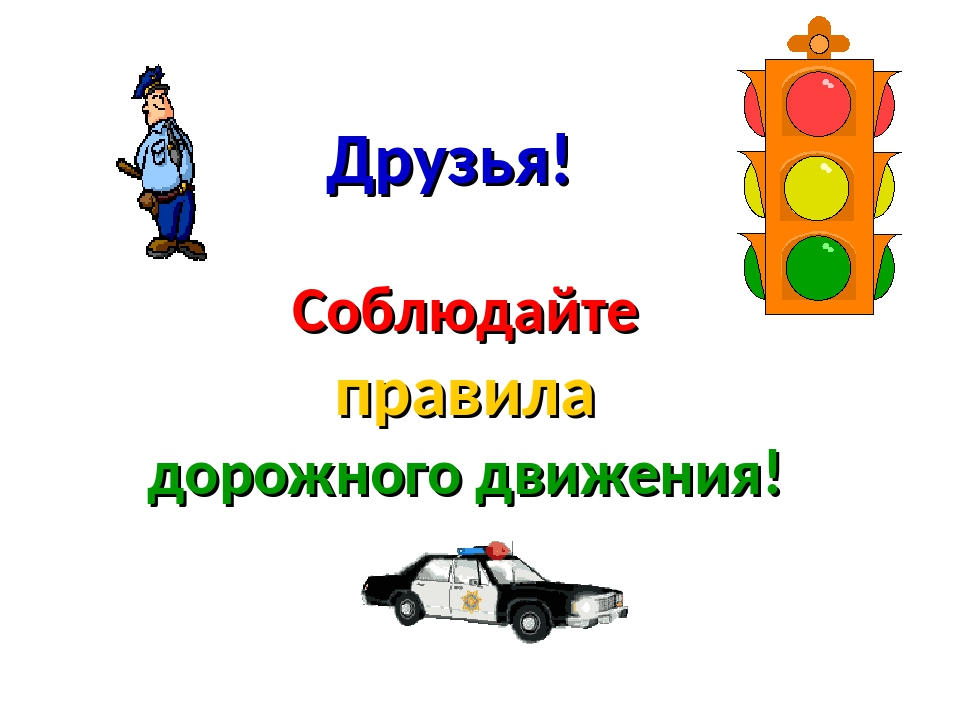 Друзья!
Соблюдайте
правила
дорожного движения!